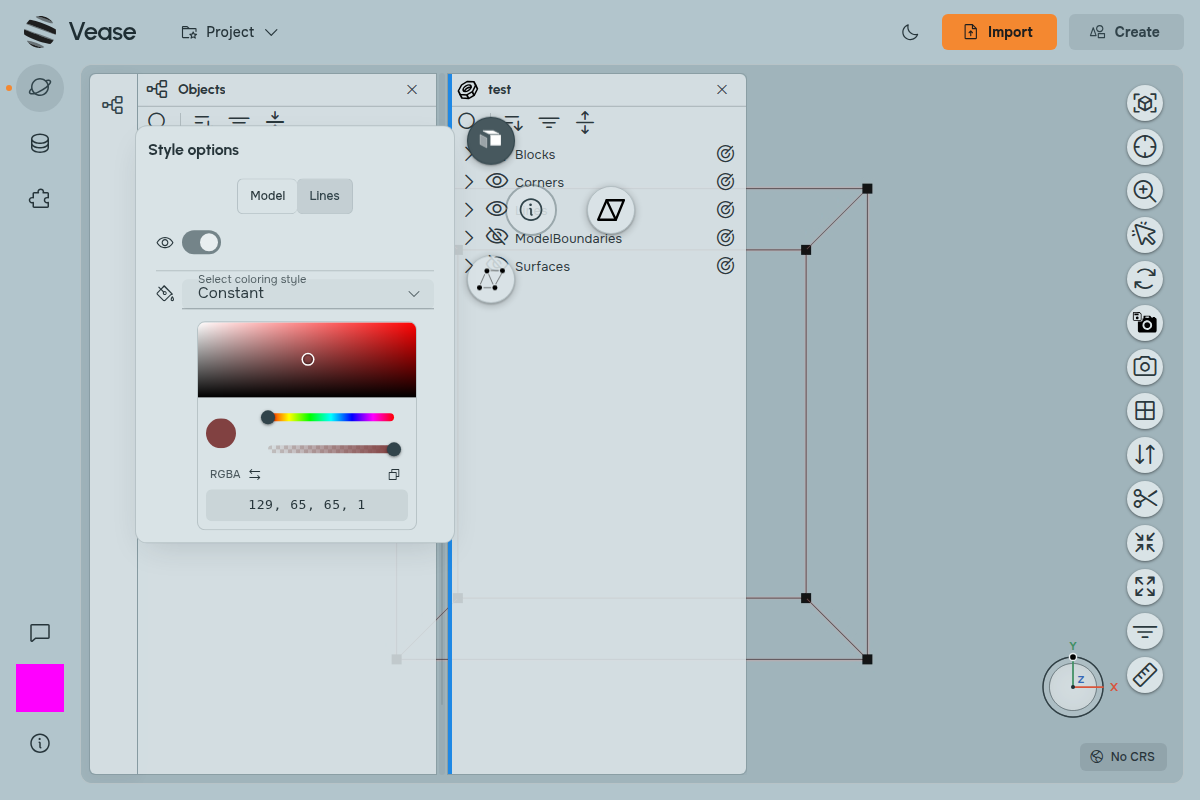 Vease
Project
Import
Create
Objects
test
Style options
Model
Lines
Select coloring style
Constant
RGBA
129, 65, 65, 1
Blocks
Corners
ModelBoundaries
Surfaces
Y
Z
X
No CRS